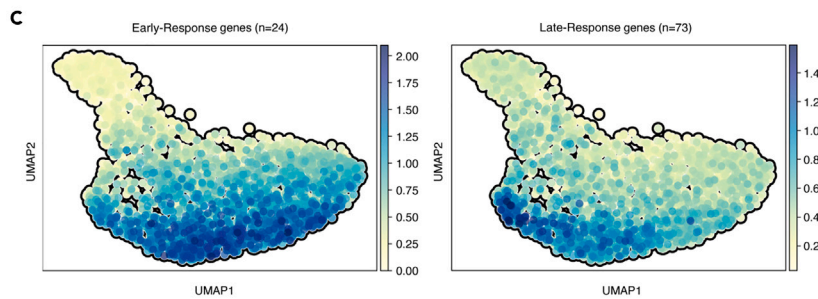 C
Early-Response genes (n=24)
Late-Response genes (n=73)
UMAP2
2.00
1.75
1.50
1.25
1.00
0.75
0.50
0.25
0.00
UMAP1
UMAP2
1.4
1.2
1.0
0.8
0.6
0.4
0.2
UMAP1